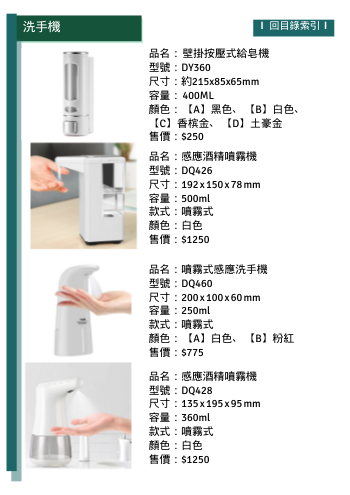 洗手機
I 回目錄索引 I
品名：壁掛按壓式給皂機
型號：DY360
尺寸：約215x85x65mm
容量： 400ML
顏色： 【A】黑色、 【B】白色、
【C】香檳金、 【D】土豪金
售價：$250
品名：感應酒精噴霧機
型號：DQ426
尺寸：192 x 150 x 78 mm
容量：500ml
款式：噴霧式
顏色：白色
售價：$1250
品名：噴霧式感應洗手機
型號：DQ460
尺寸：200 x 100 x 60 mm
容量：250ml
款式：噴霧式
顏色： 【A】白色、 【B】粉紅
售價：$775
品名：感應酒精噴霧機
型號：DQ428
尺寸：135 x 195 x 95 mm
容量：360ml
款式：噴霧式
顏色：白色
售價：$1250